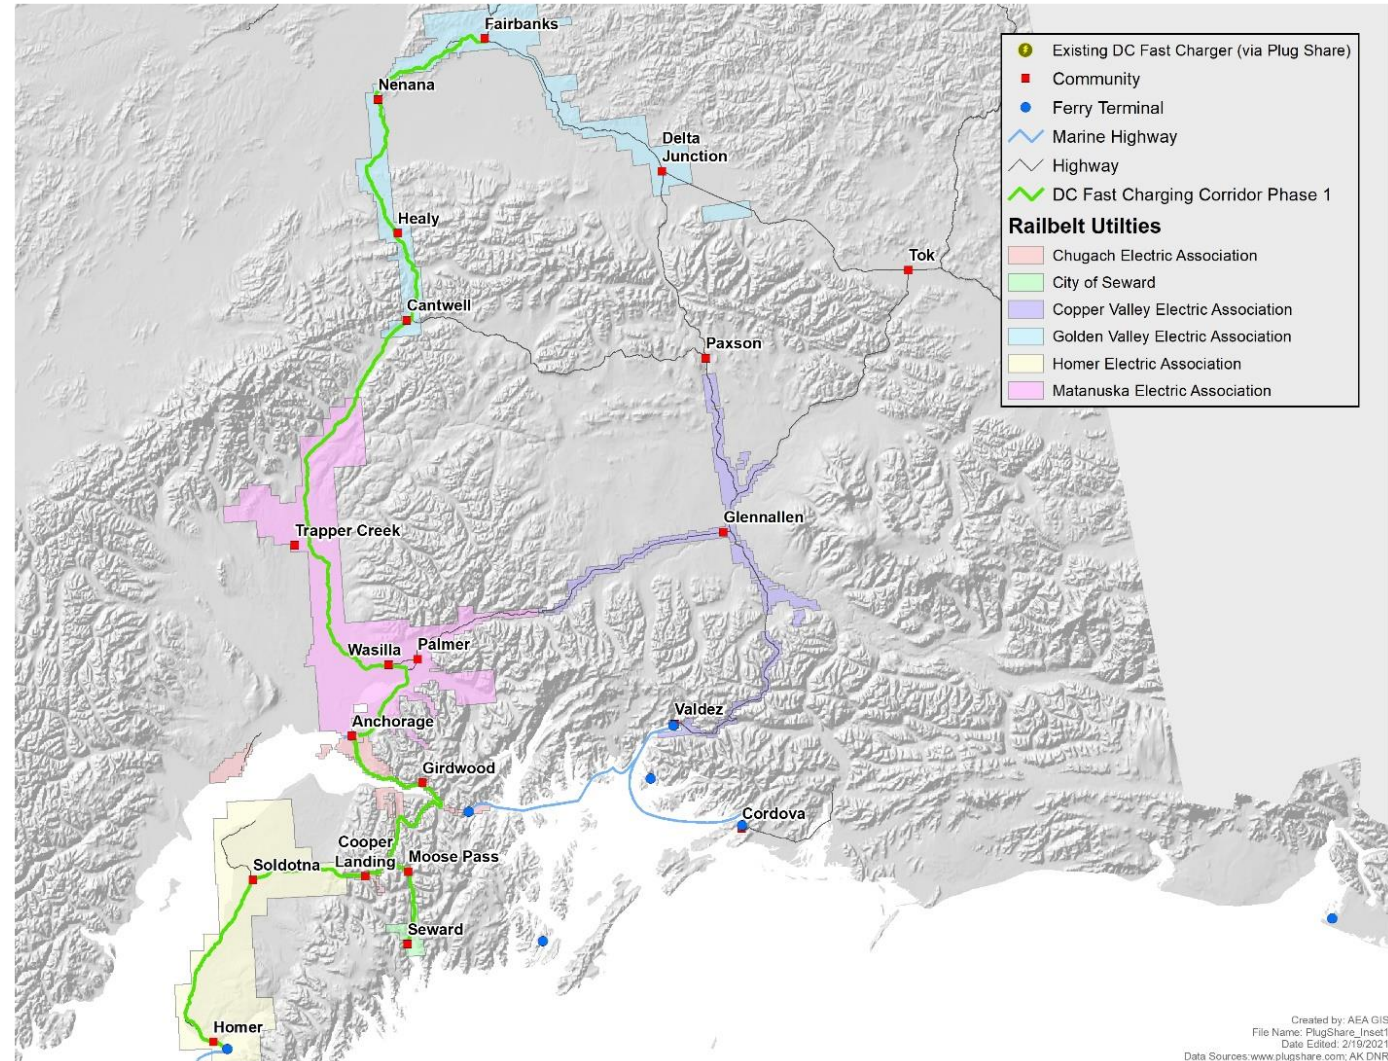 Fairbanks
Nenana
Delta
Junction
Healy
Tok
Cantwell
Paxson
Glennallen
Trapper Creek
Wasilla
Palmer
Valdez
Anchorage
Girdwood
Cordova
Cooper
Landing
Moose Pass
Soldotna
Seward
Homer
Existing DC Fast Charger (via Plug Share)
Community
Ferry Terminal
Marine Highway
Highway
DC Fast Charging Corridor Phase 1
Railbelt Utilties
Chugach Electric Association
City of Seward
Copper Valley Electric Association
Golden Valley Electric Association
Homer Electric Association
Matanuska Electric Association
Created by: AEA GIS
File Name: PlugShare_Inset1
Date Edited: 2/19/2021
Data Sources:www.plugshare.com; AK DNR